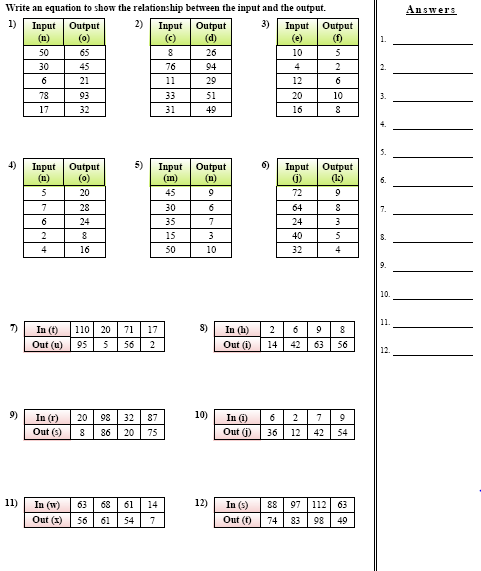 Write an equation to show the relationship between the input and the output.
Answers
1) Input (n) Output (o)
50 65
30 45
6 21
78 93
17 32
2) Input (c) Output (d)
8 26
76 94
11 29
33 51
31 49
3) Input (e) Output (f)
10 5
4 2
12 6
20 10
16 8
4) Input (n) Output (o)
5 20
7 28
6 24
2 8
4 16
5) Input (m) Output (n)
45 9
30 6
35 7
15 3
50 10
6) Input (j) Output (k)
72 9
64 8
24 3
40 5
32 4
7) In (t) 110 20 71 17
Out (u) 95 5 56 2
8) In (h) 2 6 9 8
Out (i) 14 42 63 56
9) In (r) 20 98 32 87
Out (s) 8 86 20 75
10) In (i) 6 2 7 9
Out (j) 36 12 42 54
11) In (w) 63 68 61 14
Out (x) 56 61 54 7
12) In (s) 88 97 112 63
Out (t) 74 83 98 49
1.
2.
3.
4.
5.
6.
7.
8.
9.
10.
11.
12.